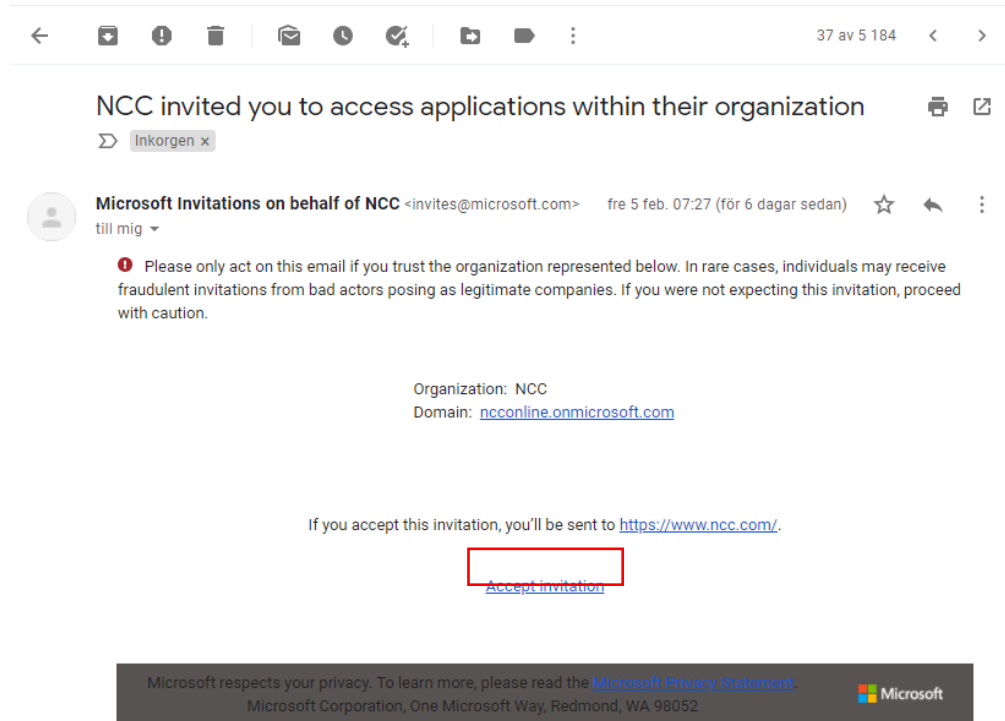 37 av 5 184
NCC invited you to access applications within their organization
Inkorgen x
Microsoft Invitations on behalf of NCC <invites@microsoft.com> fre 5 feb. 07:27 (för 6 dagar sedan)
till mig
Please only act on this email if you trust the organization represented below. In rare cases, individuals may receive
fraudulent invitations from bad actors posing as legitimate companies. If you were not expecting this invitation, proceed
with caution.
Organization: NCC
Domain: ncconline.onmicrosoft.com
If you accept this invitation, you'll be sent to https://www.ncc.com/.
Accept invitation
Microsoft respects your privacy. To learn more, please read the Microsoft Privacy Statement.
Microsoft Corporation, One Microsoft Way, Redmond, WA 98052
Microsoft